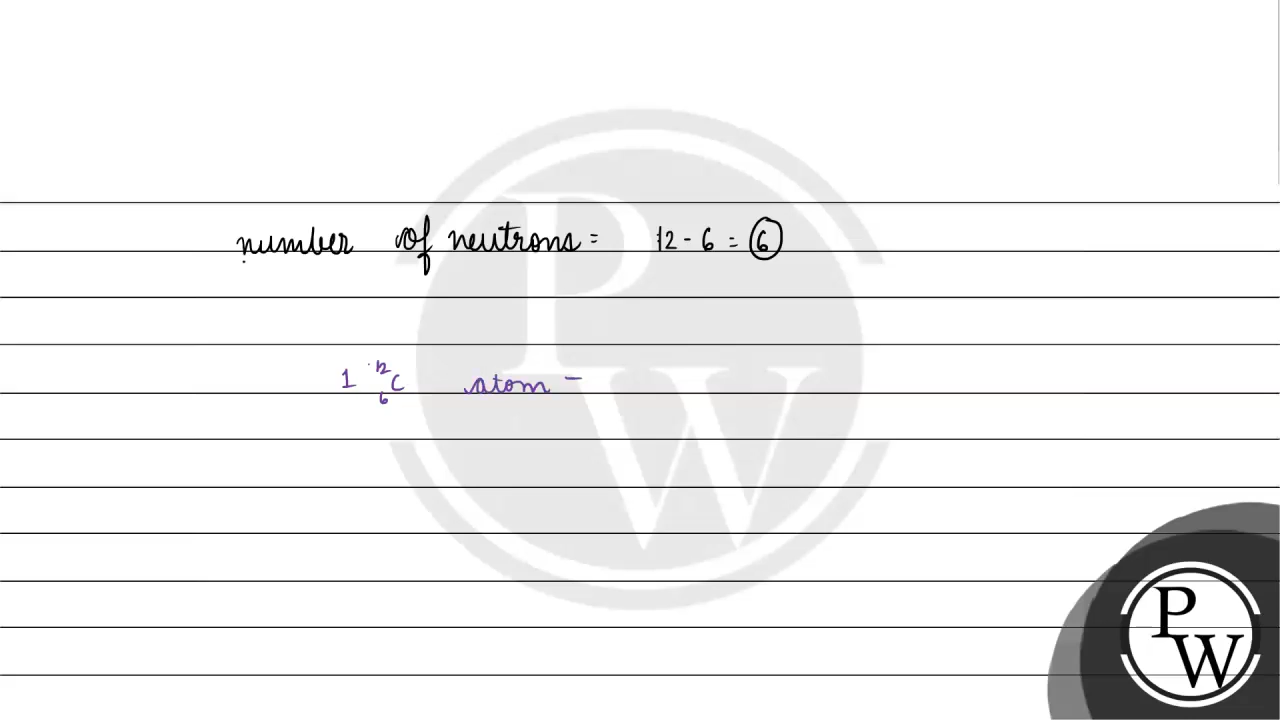 number of neutrons = 12 - 6 = 6
1 ¹²₆C atom =
P
W
P
W